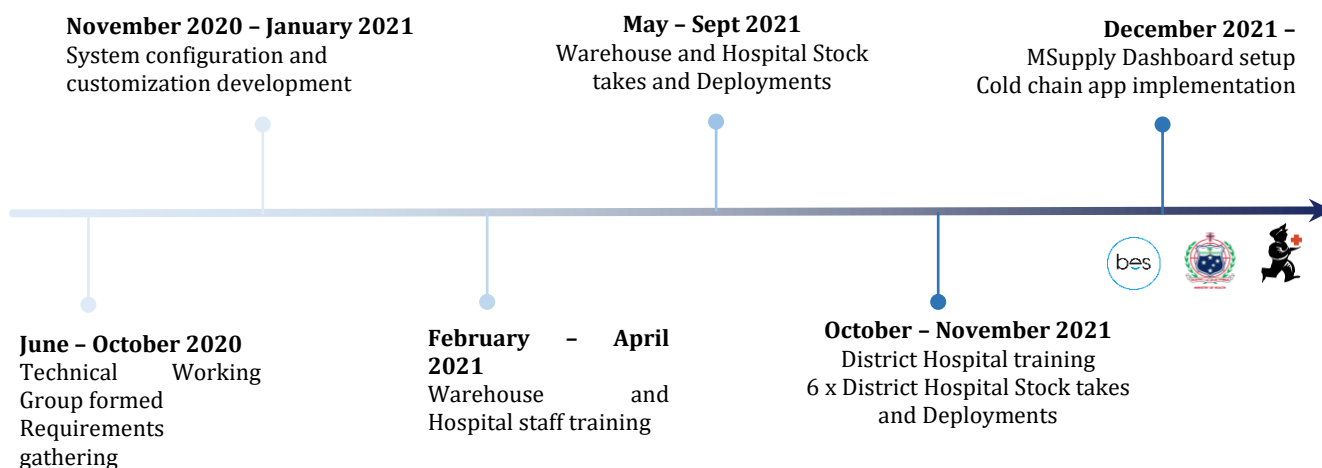 November 2020 – January 2021
System configuration and
customization development
May – Sept 2021
Warehouse and Hospital Stock
takes and Deployments
December 2021 –
MSupply Dashboard setup
Cold chain app implementation
bes
June – October 2020
Technical Working
Group formed
Requirements
gathering
February – April
2021
Warehouse and
Hospital staff training
October – November 2021
District Hospital training
6 x District Hospital Stock takes
and Deployments